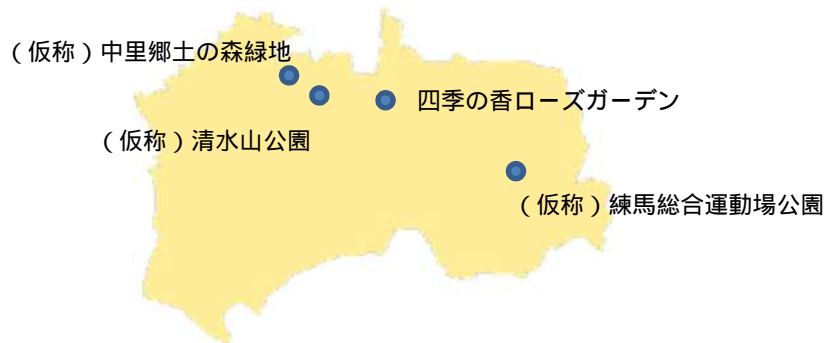 （仮称）中里郷土の森緑地
四季の香ローズガーデン
（仮称）清水山公園
（仮称）練馬総合運動場公園